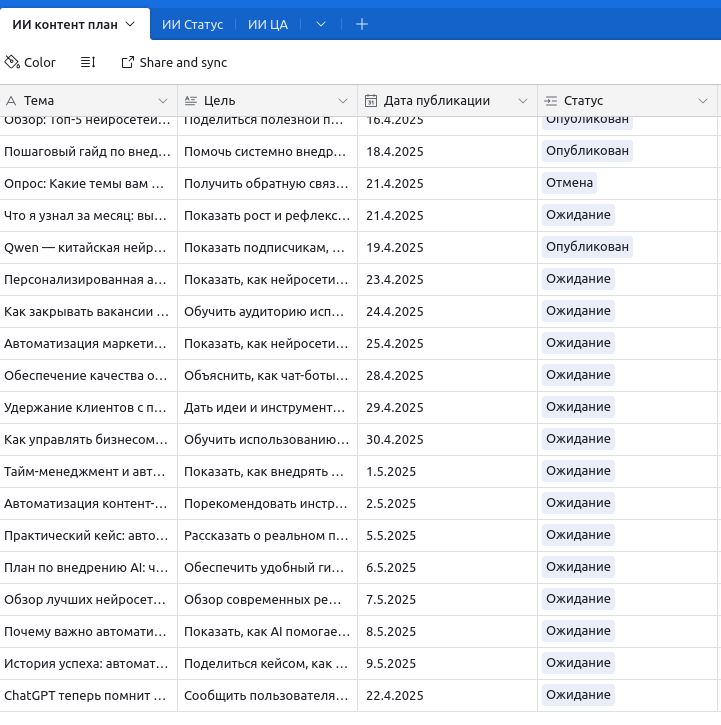 ИИ контент план ИИ Статус ИИ ЦА
Color Share and sync
Тема Цель Дата публикации Статус
Обзор: Топ-5 нейросетей... Поделиться полезной п... 16.4.2025 Опубликован
Пошаговый гайд по внед... Помочь системно внедр... 18.4.2025 Опубликован
Опрос: Какие темы вам ... Получить обратную связ... 21.4.2025 Отмена
Что я узнал за месяц: вы... Показать рост и рефлекс... 21.4.2025 Ожидание
Qwen — китайская нейр... Показать подписчикам, ... 19.4.2025 Опубликован
Персонализированная а... Показать, как нейросети... 23.4.2025 Ожидание
Как закрывать вакансии ... Обучить аудиторию исп... 24.4.2025 Ожидание
Автоматизация маркети... Показать, как нейросети... 25.4.2025 Ожидание
Обеспечение качества о... Объяснить, как чат-боты... 28.4.2025 Ожидание
Удержание клиентов с п... Дать идеи и инструмент... 29.4.2025 Ожидание
Как управлять бизнесом... Обучить использованию... 30.4.2025 Ожидание
Тайм-менеджмент и авт... Показать, как внедрять ... 1.5.2025 Ожидание
Автоматизация контент-... Порекомендовать инстр... 2.5.2025 Ожидание
Практический кейс: авто... Рассказать о реальном п... 5.5.2025 Ожидание
План по внедрению AI: ч... Обеспечить удобный ги... 6.5.2025 Ожидание
Обзор лучших нейросет... Обзор современных ре... 7.5.2025 Ожидание
Почему важно автомати... Показать, как AI помогае... 8.5.2025 Ожидание
История успеха: автомат... Поделиться кейсом, как ... 9.5.2025 Ожидание
ChatGPT теперь помнит ... Сообщить пользователя... 22.4.2025 Ожидание